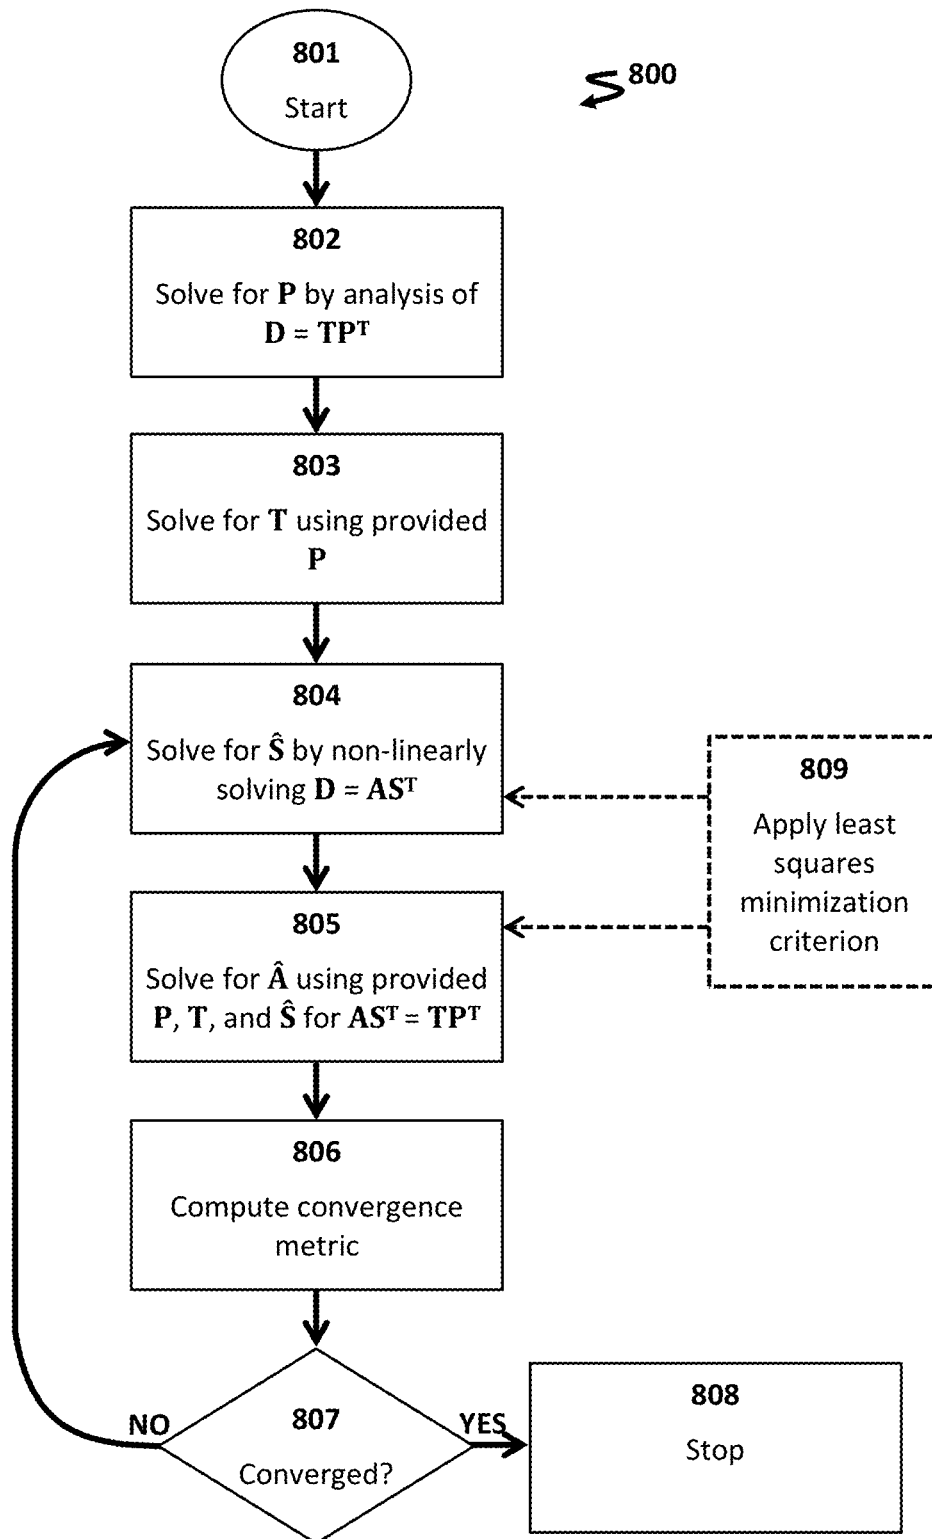 801
Start
800
802
Solve for P by analysis of
D = TPᵀ
803
Solve for T using provided
P
804
Solve for Ŝ by non-linearly
solving D = ASᵀ
809
Apply least
squares
minimization
criterion
805
Solve for Â using provided
P, T, and Ŝ for ASᵀ = TPᵀ
806
Compute convergence
metric
807
Converged?
NO
YES
808
Stop